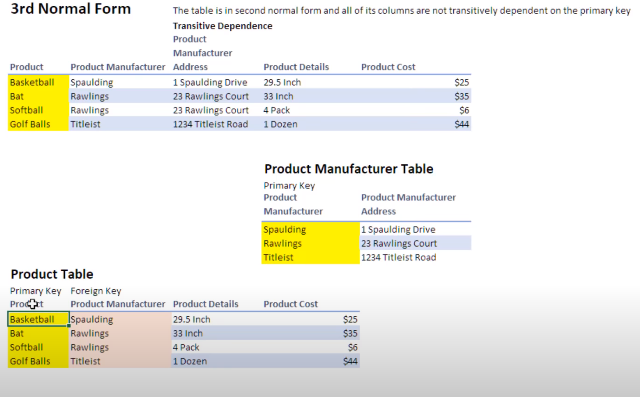 3rd Normal Form
The table is in second normal form and all of its columns are not transitively dependent on the primary key
Transitive Dependence
Product
Manufacturer
Product Product Manufacturer Address Product Details Product Cost
Basketball Spaulding 1 Spaulding Drive 29.5 Inch $25
Bat Rawlings 23 Rawlings Court 33 Inch $35
Softball Rawlings 23 Rawlings Court 4 Pack $6
Golf Balls Titleist 1234 Titleist Road 1 Dozen $44
Product Manufacturer Table
Primary Key
Product Product Manufacturer
Manufacturer Address
Spaulding 1 Spaulding Drive
Rawlings 23 Rawlings Court
Titleist 1234 Titleist Road
Product Table
Primary Key Foreign Key
Product Product Manufacturer Product Details Product Cost
Basketball Spaulding 29.5 Inch $25
Bat Rawlings 33 Inch $35
Softball Rawlings 4 Pack $6
Golf Balls Titleist 1 Dozen $44